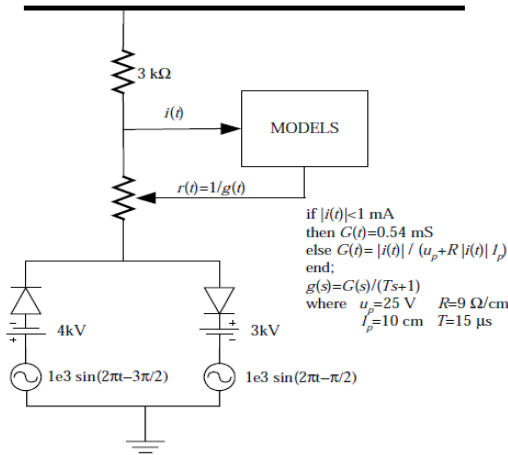 3 kΩ
i(t)
MODELS
r(t)=1/g(t)
if |i(t)|<1 mA
then G(t)=0.54 mS
else G(t)= |i(t)| / (uₚ+R |i(t)| Iₚ)
end;
g(s)=G(s)/(Ts+1)
where uₚ=25 V R=9 Ω/cm
Iₚ=10 cm T=15 μs
- +
4kV
+ -
3kV
1e3 sin(2πt–3π/2)
1e3 sin(2πt–π/2)